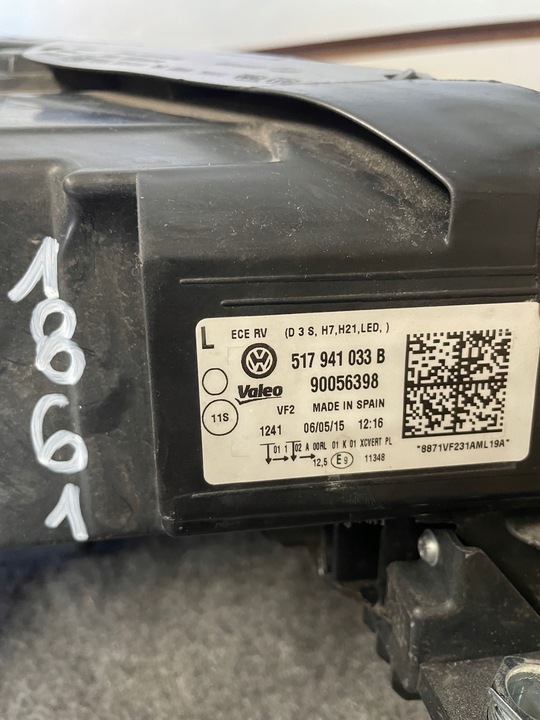 1861
L ECE RV (D 3 S, H7,H21,LED, )
517 941 033 B
Valeo 90056398
11S VF2 MADE IN SPAIN
1241 06/05/15 12:16
01 1 02 A 00RL 01 K 01 XCVERT PL
12,5 E9 11348
*8871VF231AML19A*